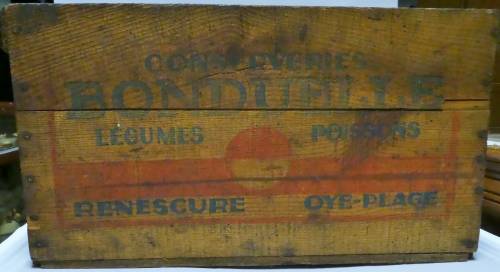 CONSERVERIES
BONDUELLE
LÉGUMES POISSONS
RENESCURE OYE-PLAGE